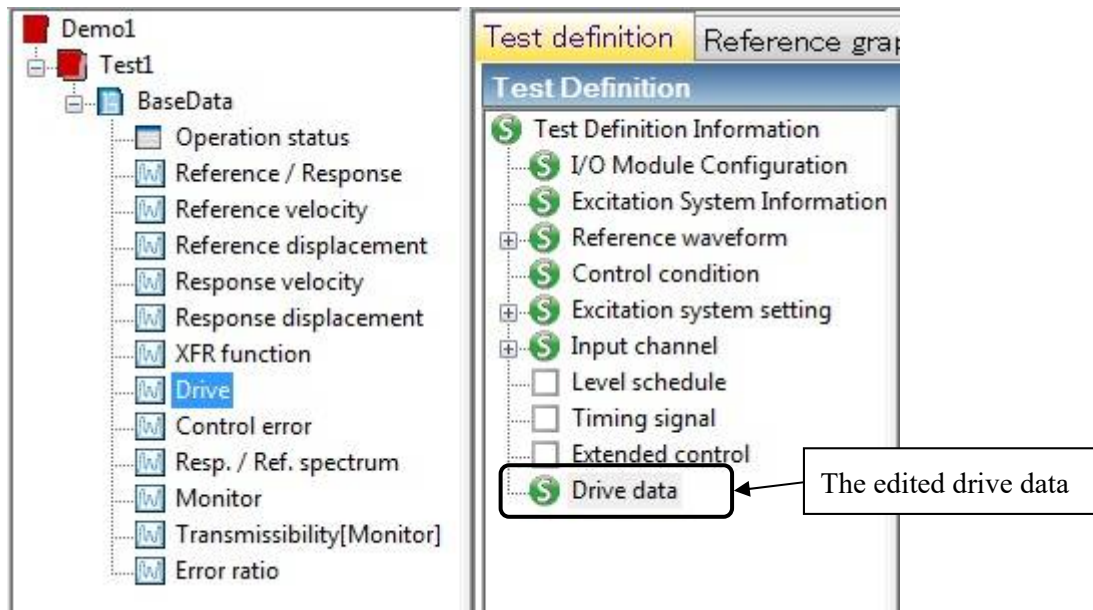 Demo1
Test1
BaseData
Operation status
Reference / Response
Reference velocity
Reference displacement
Response velocity
Response displacement
XFR function
Drive
Control error
Resp. / Ref. spectrum
Monitor
Transmissibility[Monitor]
Error ratio
Test definition
Reference gra
Test Definition
Test Definition Information
I/O Module Configuration
Excitation System Information
Reference waveform
Control condition
Excitation system setting
Input channel
Level schedule
Timing signal
Extended control
Drive data
The edited drive data